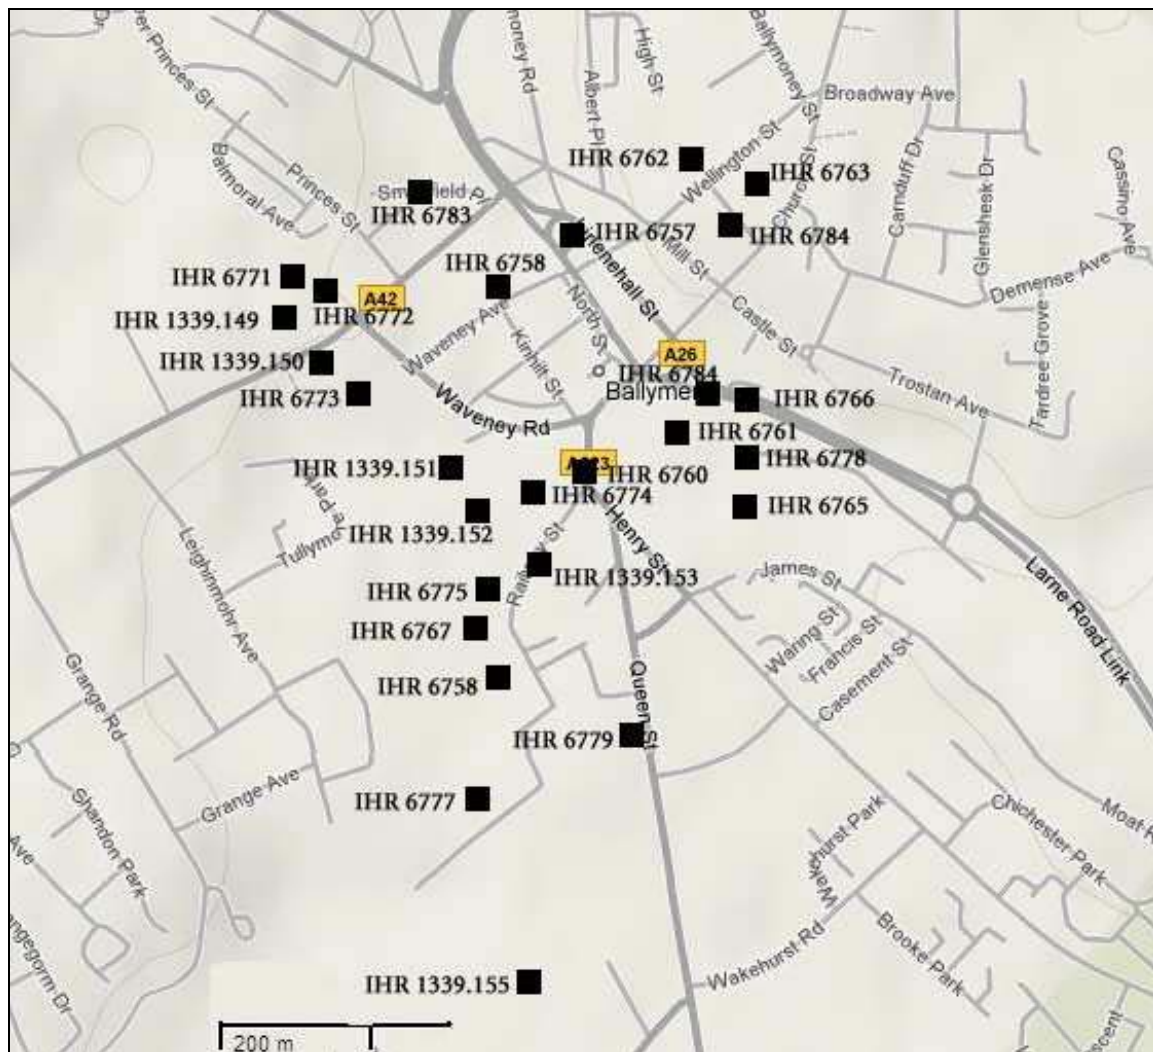 Dr
Princes St
money Rd
High St
Albert Pl
Ballymoney St
Broadway Ave
Balmoral Ave
Princes St
IHR 6783
IHR 6762
Wellington St
IHR 6763
Church St
Carnduff Dr
Glenshesk Dr
Cassino Ave
IHR 6757
IHR 6784
IHR 6771
IHR 6758
Mill St
IHR 1339.149
IHR 6772
A42
Waveney Ave
North St
Castle St
Demense Ave
Tardree Grove
IHR 1339.150
Kinhilt St
A26
IHR 6784
Trostan Ave
IHR 6773
Waveney Rd
IHR 6766
IHR 6761
IHR 1339.151
IHR 6760
IHR 6778
IHR 6774
IHR 6765
IHR 1339.152
Henry St
IHR 1339.153
James St
Larne Road Link
Leighinmohr Ave
IHR 6775
IHR 6767
Waring St
Francis St
Casement St
IHR 6758
Queen St
Grange Rd
IHR 6779
Grange Ave
IHR 6777
Shandon Park
Ave
Wakehurst Park
Chichester Park
Moat R
Wakehurst Rd
Brooke Park
angegorm Dr
IHR 1339.155
scent
200 m